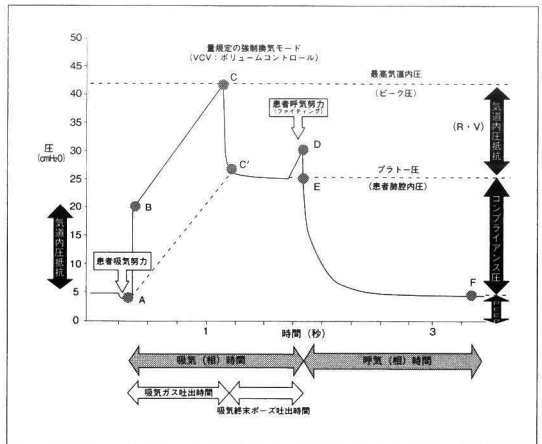 量規定の強制換気モード
(VCV：ボリュームコントロール)
50
45
40
35
30
25
20
15
10
5
0
圧
(cmH2O)
C
最高気道内圧
(ピーク圧)
(R・V)
気道内圧抵抗
患者呼気努力
(ファイティング)
D
C'
プラトー圧
E
(患者肺胞内圧)
コンプライアンス圧
B
気道内圧抵抗
患者吸気努力
A
F
1
時間(秒)
3
吸気(相)時間
呼気(相)時間
吸気ガス吐出時間
吸気終末ポーズ吐出時間